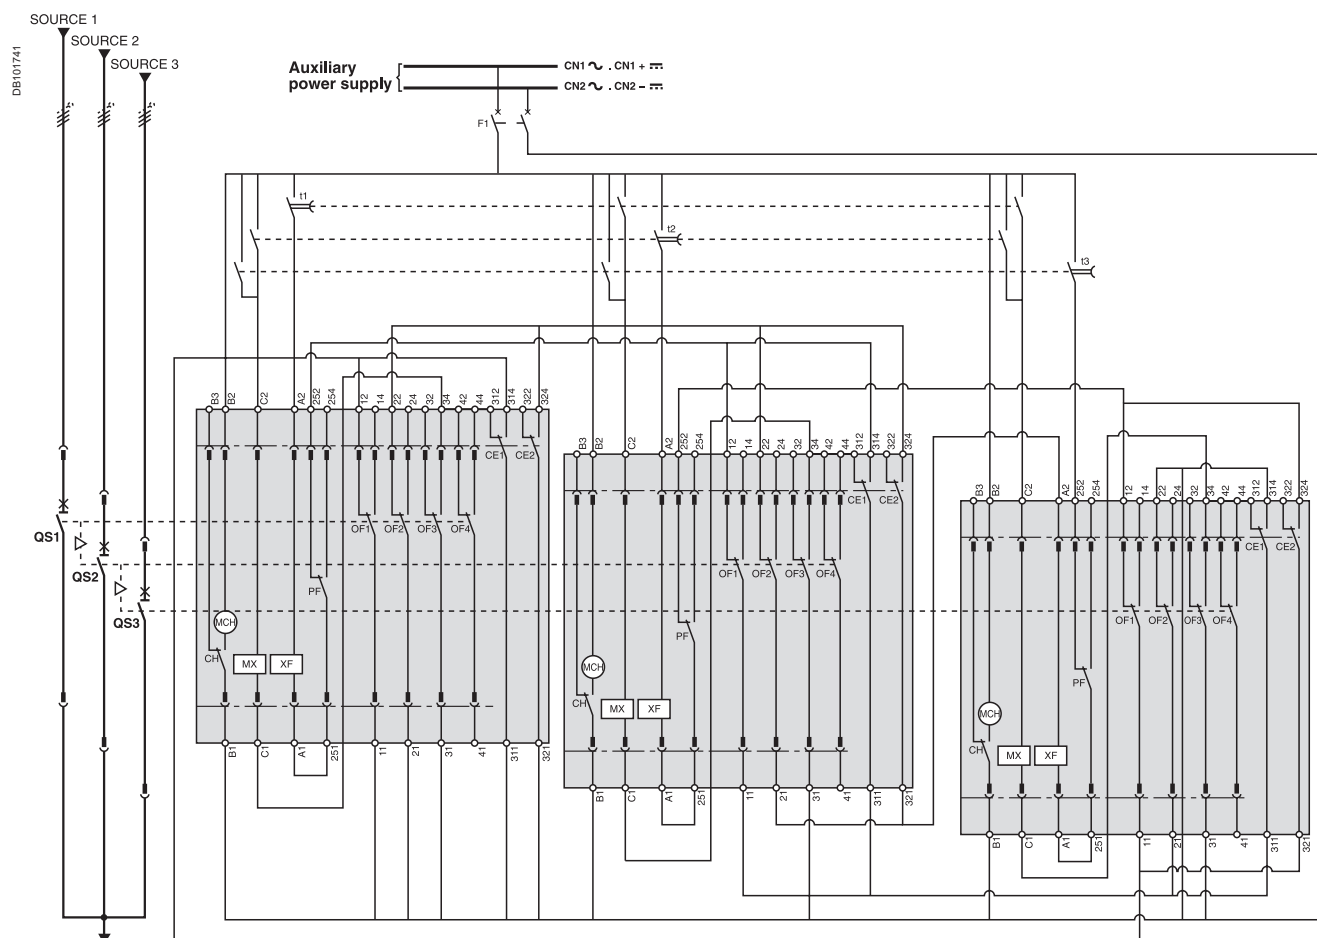 SOURCE 1
SOURCE 2
SOURCE 3
DB101741
Auxiliary
power supply
CN1 . CN1 +
CN2 . CN2 –
F1
t1
t2
t3
B3 B2 C2 A2 252 254 12 14 22 24 32 34 42 44 312 314 322 324
CE1 CE2
OF1 OF2 OF3 OF4
PF
MCH
CH MX XF
B1 C1 A1 251 11 21 31 41 311 321
B3 B2 C2 A2 252 254 12 14 22 24 32 34 42 44 312 314 322 324
CE1 CE2
OF1 OF2 OF3 OF4
PF
MCH
CH MX XF
B1 C1 A1 251 11 21 31 41 311 321
B3 B2 C2 A2 252 254 12 14 22 24 32 34 42 44 312 314 322 324
CE1 CE2
OF1 OF2 OF3 OF4
PF
MCH
CH MX XF
B1 C1 A1 251 11 21 31 41 311 321
QS1
QS2
QS3